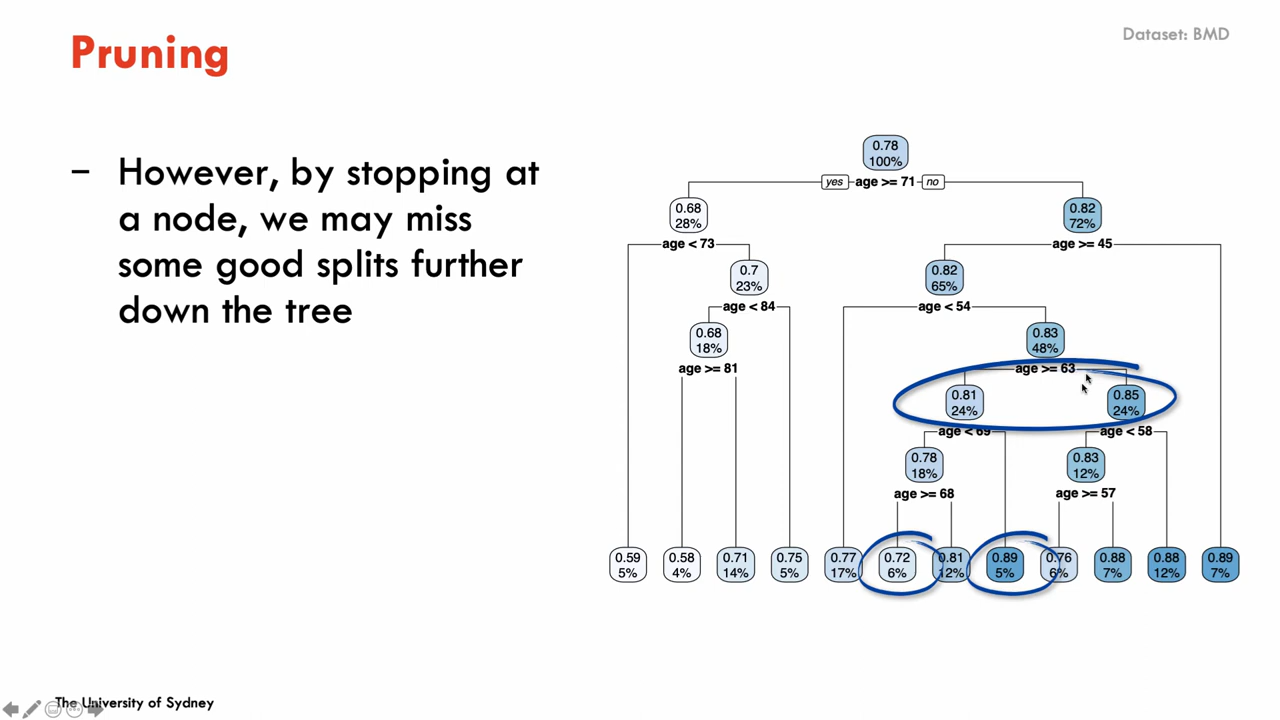 Pruning
Dataset: BMD
− However, by stopping at
a node, we may miss
some good splits further
down the tree
0.78
100%
yes age >= 71 no
0.68
28%
0.82
72%
age < 73
age >= 45
0.7
23%
0.82
65%
age < 84
age < 54
0.68
18%
0.83
48%
age >= 81
age >= 63
0.81
24%
0.85
24%
age < 69
age < 58
0.78
18%
0.83
12%
age >= 68
age >= 57
0.59
5%
0.58
4%
0.71
14%
0.75
5%
0.77
17%
0.72
6%
0.81
12%
0.89
5%
0.76
6%
0.88
7%
0.88
12%
0.89
7%
The University of Sydney